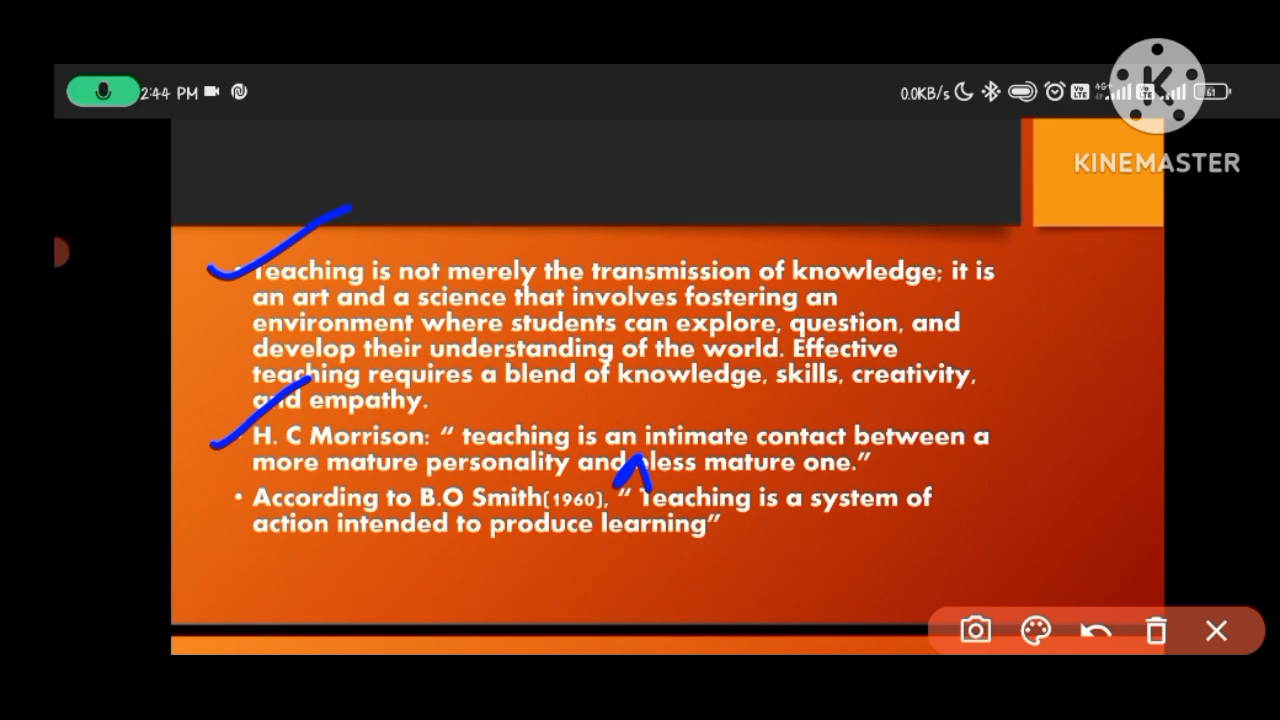 2:44 PM
0.0KB/s
4G+
61
KINEMASTER
• Teaching is not merely the transmission of knowledge; it is
an art and a science that involves fostering an
environment where students can explore, question, and
develop their understanding of the world. Effective
teaching requires a blend of knowledge, skills, creativity,
and empathy.
H. C Morrison: “ teaching is an intimate contact between a
more mature personality and less mature one.”
• According to B.O Smith(1960), “ Teaching is a system of
action intended to produce learning”